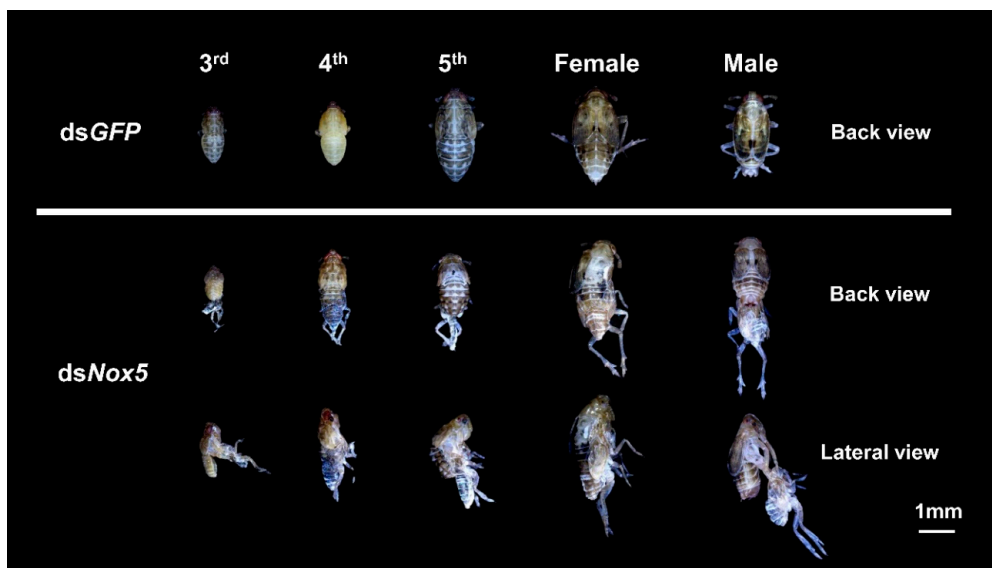 3rd 4th 5th Female Male
dsGFP Back view
Back view
dsNox5
Lateral view
1mm